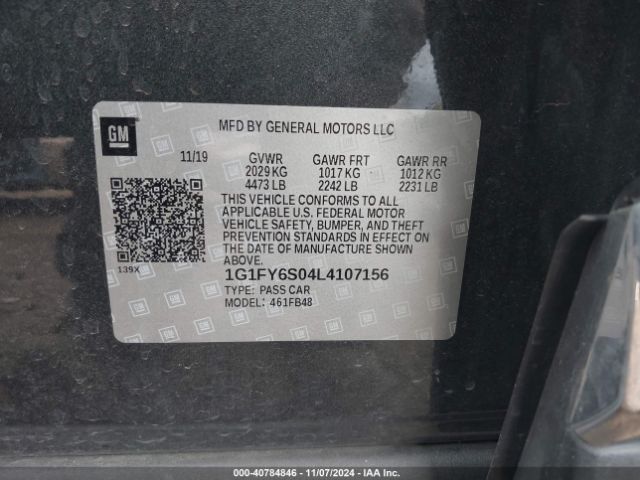 GM
MFD BY GENERAL MOTORS LLC
11/19 GVWR GAWR FRT GAWR RR
2029 KG 1017 KG 1012 KG
4473 LB 2242 LB 2231 LB
THIS VEHICLE CONFORMS TO ALL
APPLICABLE U.S. FEDERAL MOTOR
VEHICLE SAFETY, BUMPER, AND THEFT
PREVENTION STANDARDS IN EFFECT ON
THE DATE OF MANUFACTURE SHOWN
ABOVE.
139X
1G1FY6S04L4107156
TYPE: PASS CAR
MODEL: 461FB48
000-40784846 - 11/07/2024 - IAA Inc.